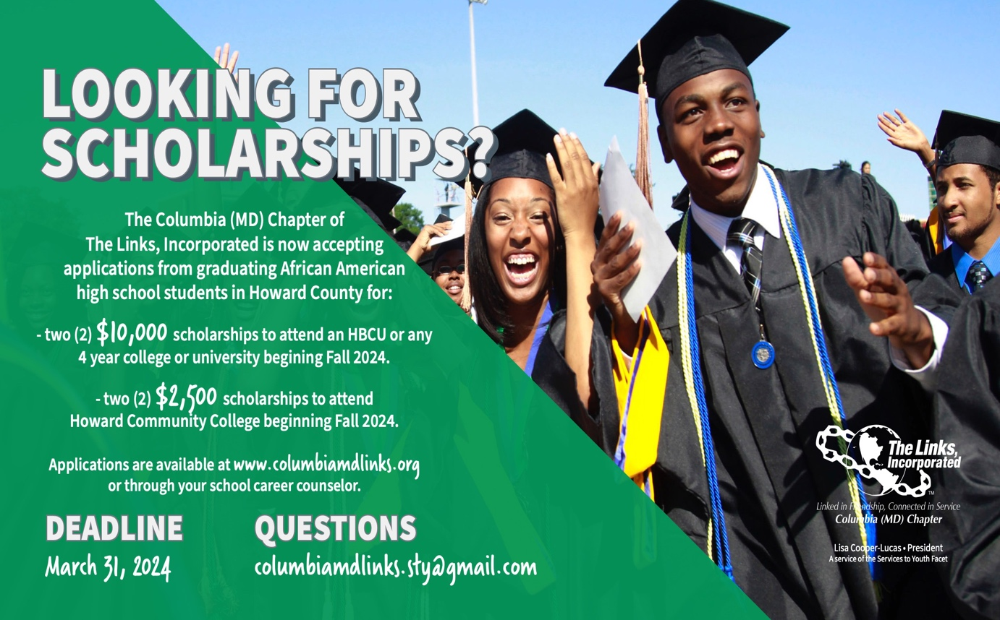 LOOKING FOR
SCHOLARSHIPS?
The Columbia (MD) Chapter of
The Links, Incorporated is now accepting
applications from graduating African American
high school students in Howard County for:
- two (2) $10,000 scholarships to attend an HBCU or any
4 year college or university begining Fall 2024.
- two (2) $2,500 scholarships to attend
Howard Community College beginning Fall 2024.
Applications are available at www.columbiamdlinks.org
or through your school career counselor.
DEADLINE
March 31, 2024
QUESTIONS
columbiamdlinks.sty@gmail.com
The Links,
Incorporated
TM
Linked in Friendship, Connected in Service
Columbia (MD) Chapter
Lisa Cooper-Lucas • President
A service of the Services to Youth Facet